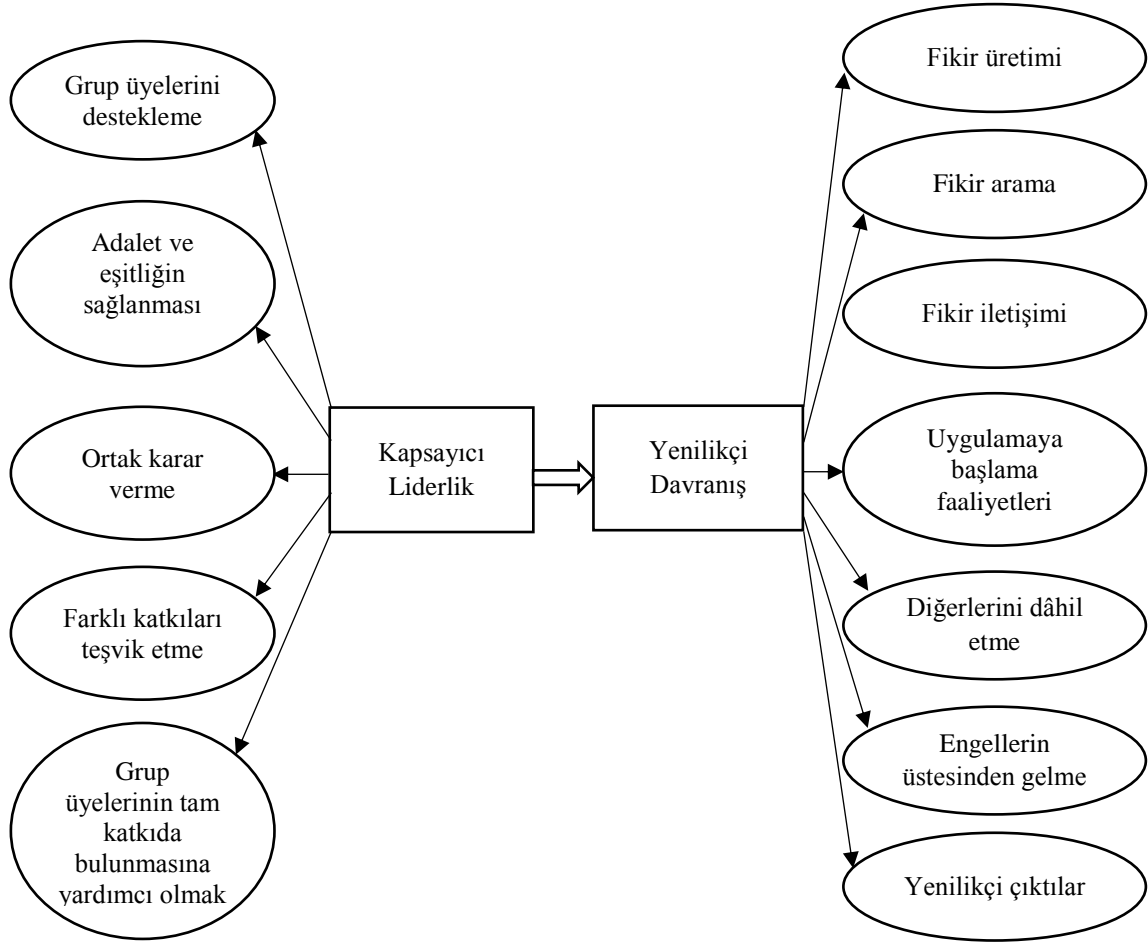 Grup üyelerini
destekleme
Adalet ve
eşitliğin
sağlanması
Ortak karar
verme
Farklı katkıları
teşvik etme
Grup
üyelerinin tam
katkıda
bulunmasına
yardımcı olmak
Kapsayıcı
Liderlik
Yenilikçi
Davranış
Fikir üretimi
Fikir arama
Fikir iletişimi
Uygulamaya
başlama
faaliyetleri
Diğerlerini dâhil
etme
Engellerin
üstesinden gelme
Yenilikçi çıktılar